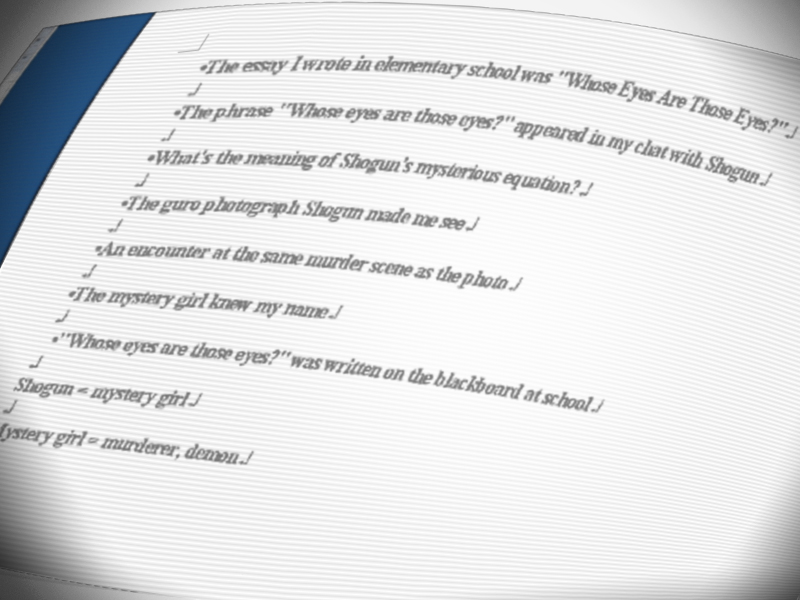 •The essay I wrote in elementary school was "Whose Eyes Are Those Eyes?".
•The phrase "Whose eyes are those eyes?" appeared in my chat with Shogun.
•What's the meaning of Shogun's mysterious equation?
•The guro photograph Shogun made me see.
•An encounter at the same murder scene as the photo.
•The mystery girl knew my name.
•"Whose eyes are those eyes?" was written on the blackboard at school.
Shogun = mystery girl
ystery girl = murderer, demon.